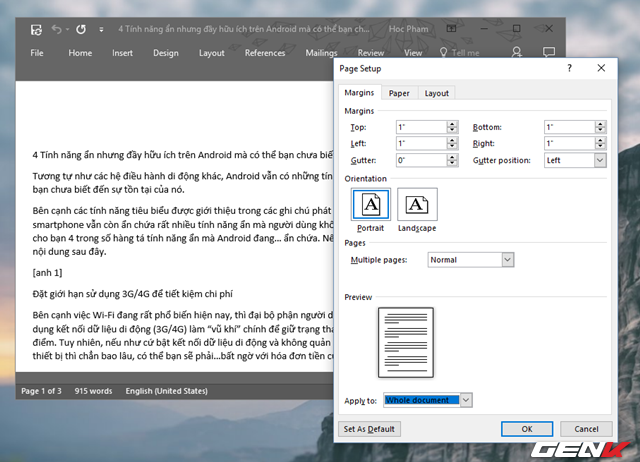 4 Tính năng ẩn nhưng đầy hữu ích trên Android mà có thể bạn ch...
Hoc Pham
File Home Insert Design Layout References Mailings Review View Tell me
4 Tính năng ẩn nhưng đầy hữu ích trên Android mà có thể bạn chưa biết
Tương tự như các hệ điều hành di động khác, Android vẫn có những tín
bạn chưa biết đến sự tồn tại của nó.
Bên cạnh các tính năng tiêu biểu được giới thiệu trong các ghi chú phát
smartphone vẫn còn ẩn chứa rất nhiều tính năng ẩn mà người dùng khô
cho bạn 4 trong số hàng tá tính năng ẩn mà Android đang... ẩn chứa. Nế
nội dung sau đây.
[anh 1]
Đặt giới hạn sử dụng 3G/4G để tiết kiệm chi phí
Bên cạnh việc Wi-Fi đang rất phổ biến hiện nay, thì đại bộ phận người d
dụng kết nối dữ liệu di động (3G/4G) làm “vũ khí” chính để giữ trạng thá
điểm. Tuy nhiên, nếu như cứ bật kết nối dữ liệu di động và không quản
thiết bị thì chẳng bao lâu, có thể bạn sẽ phải...bất ngờ với hóa đơn tiền cư
Page 1 of 3 915 words English (United States)
Page Setup ?
Margins Paper Layout
Margins
Top: 1" Bottom: 1"
Left: 1" Right: 1"
Gutter: 0" Gutter position: Left
Orientation
A A
Portrait Landscape
Pages
Multiple pages: Normal
Preview
Apply to: Whole document
Set As Default OK Cancel
GENK